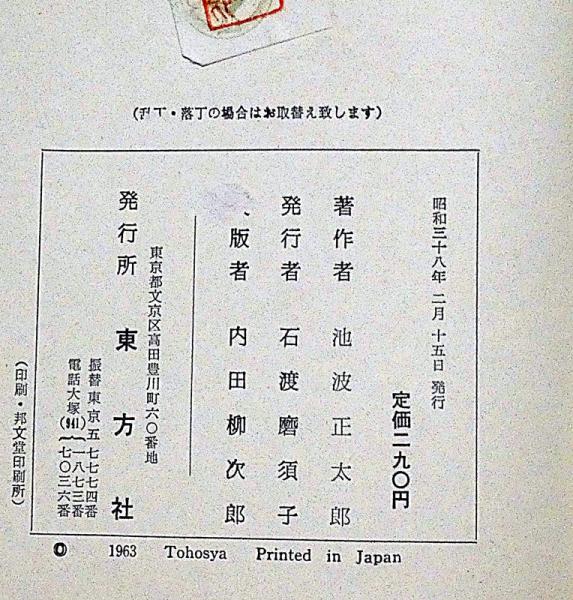 (乱丁・落丁の場合はお取替え致します)
昭和三十八年 二月 十五日 発行
定価二九〇円
著作者 池波正太郎
発行者 石渡磨須子
版者 内田柳次郎
東京都文京区高田豊川町六〇番地
発行所 東方社
振替東京五七七七四番
電話大塚(941)一八七三番
七〇三六番
(印刷・邦文堂印刷所)
© 1963 Tohosya Printed in Japan